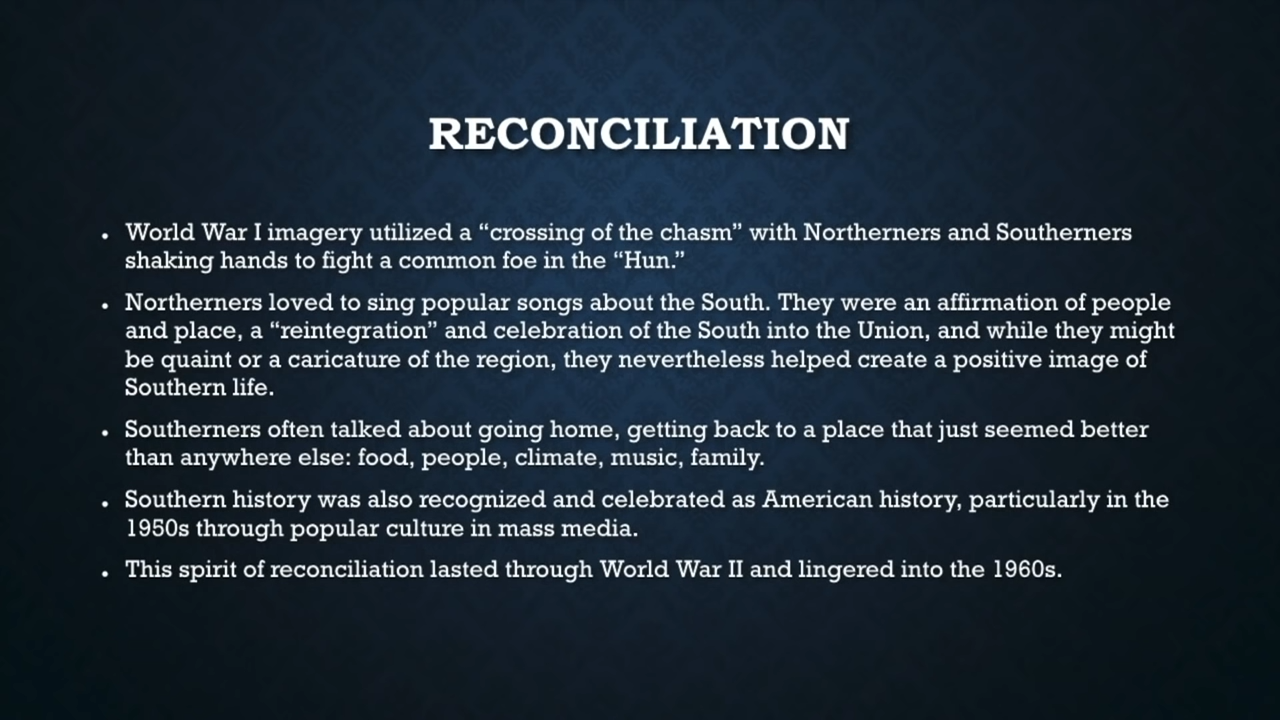 RECONCILIATION
• World War I imagery utilized a “crossing of the chasm” with Northerners and Southerners
shaking hands to fight a common foe in the “Hun.”
• Northerners loved to sing popular songs about the South. They were an affirmation of people
and place, a “reintegration” and celebration of the South into the Union, and while they might
be quaint or a caricature of the region, they nevertheless helped create a positive image of
Southern life.
• Southerners often talked about going home, getting back to a place that just seemed better
than anywhere else: food, people, climate, music, family.
• Southern history was also recognized and celebrated as American history, particularly in the
1950s through popular culture in mass media.
• This spirit of reconciliation lasted through World War II and lingered into the 1960s.